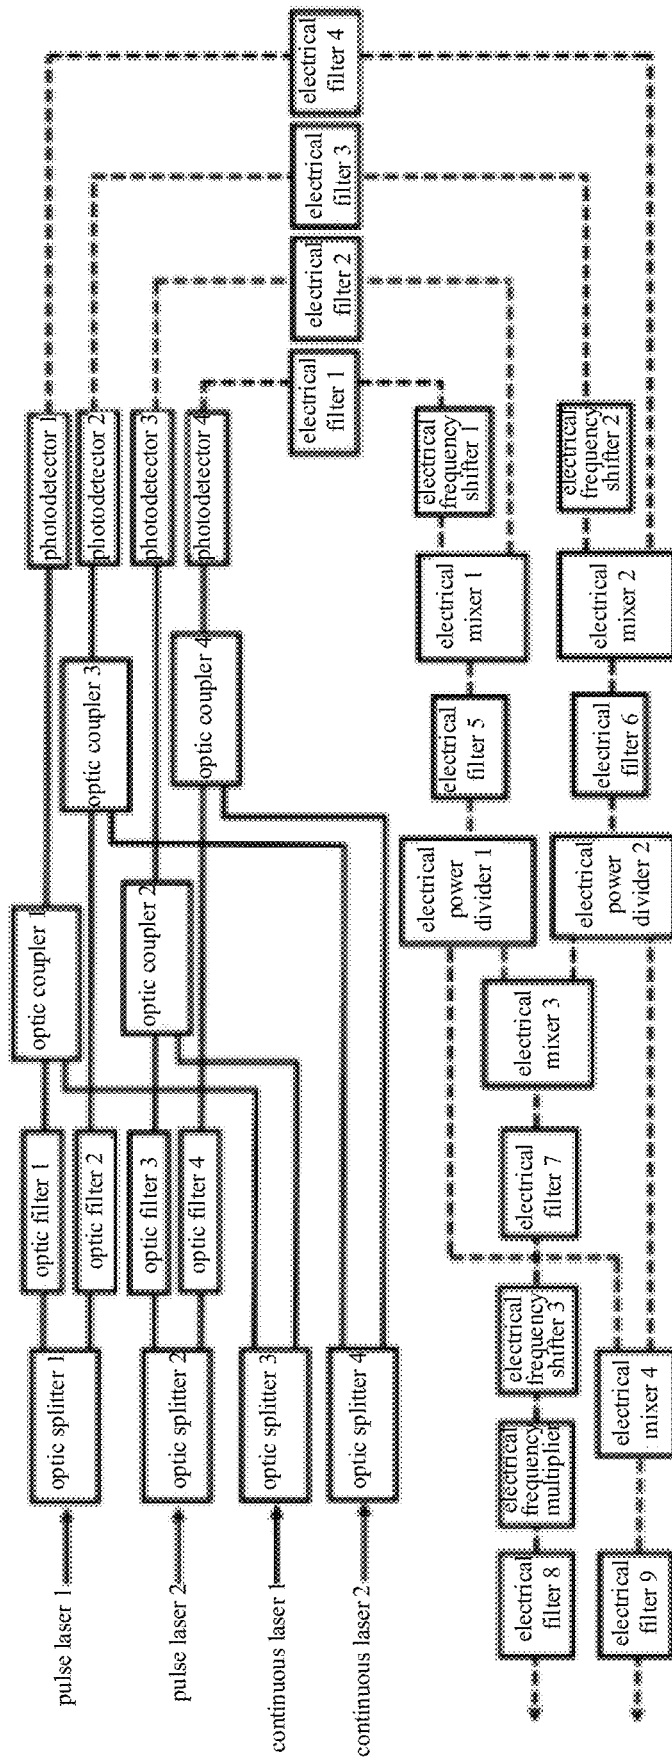 pulse laser 1
pulse laser 2
continuous laser 1
continuous laser 2
optic splitter 1
optic splitter 2
optic splitter 3
optic splitter 4
optic filter 1
optic filter 2
optic filter 3
optic filter 4
optic coupler 1
optic coupler 2
optic coupler 3
optic coupler 4
photodetector 1
photodetector 2
photodetector 3
photodetector 4
electrical
filter 1
electrical
filter 2
electrical
filter 3
electrical
filter 4
electrical
frequency
shifter 1
electrical
frequency
shifter 2
electrical
mixer 1
electrical
mixer 2
electrical
filter 5
electrical
filter 6
electrical
power
divider 1
electrical
power
divider 2
electrical
mixer 3
electrical
filter 7
electrical
frequency
shifter 3
electrical
mixer 4
electrical
frequency
multiplier
electrical
filter 8
electrical
filter 9